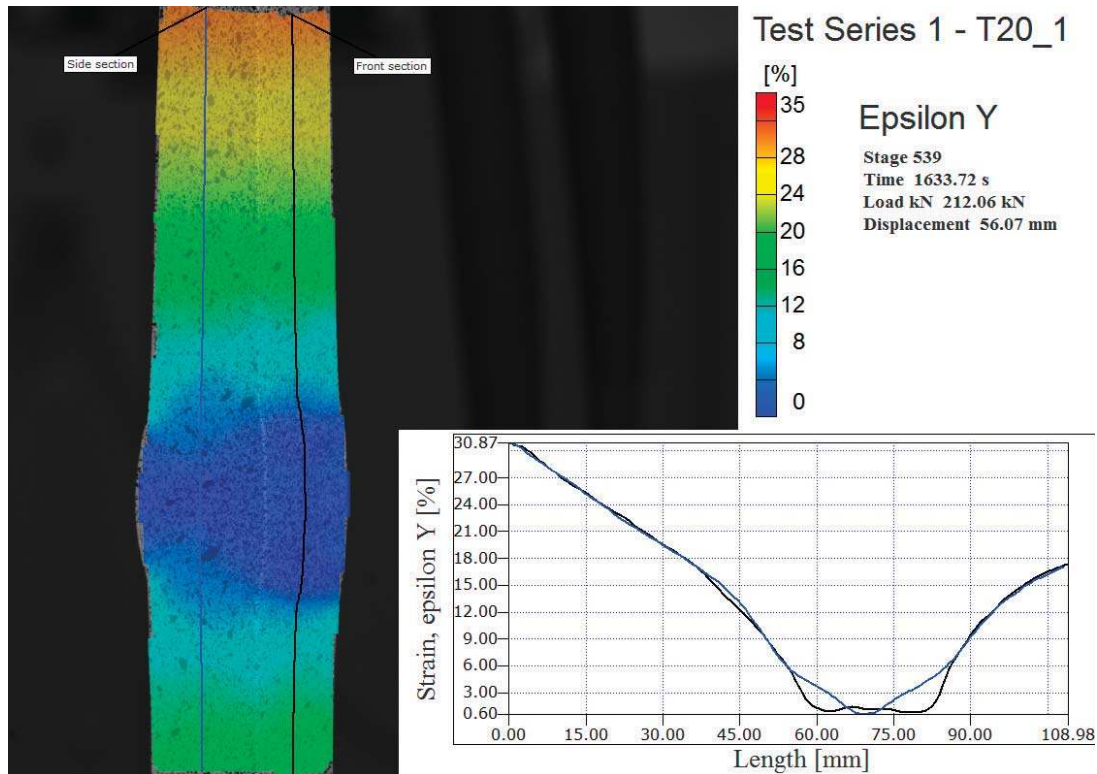 Side section
Front section
Test Series 1 - T20_1
[%]
35
28
24
20
16
12
8
0
Epsilon Y
Stage 539
Time 1633.72 s
Load kN 212.06 kN
Displacement 56.07 mm
Strain, epsilon Y [%]
30.87
27.00
24.00
21.00
18.00
15.00
12.00
9.00
6.00
3.00
0.60
0.00 15.00 30.00 45.00 60.00 75.00 90.00 108.98
Length [mm]